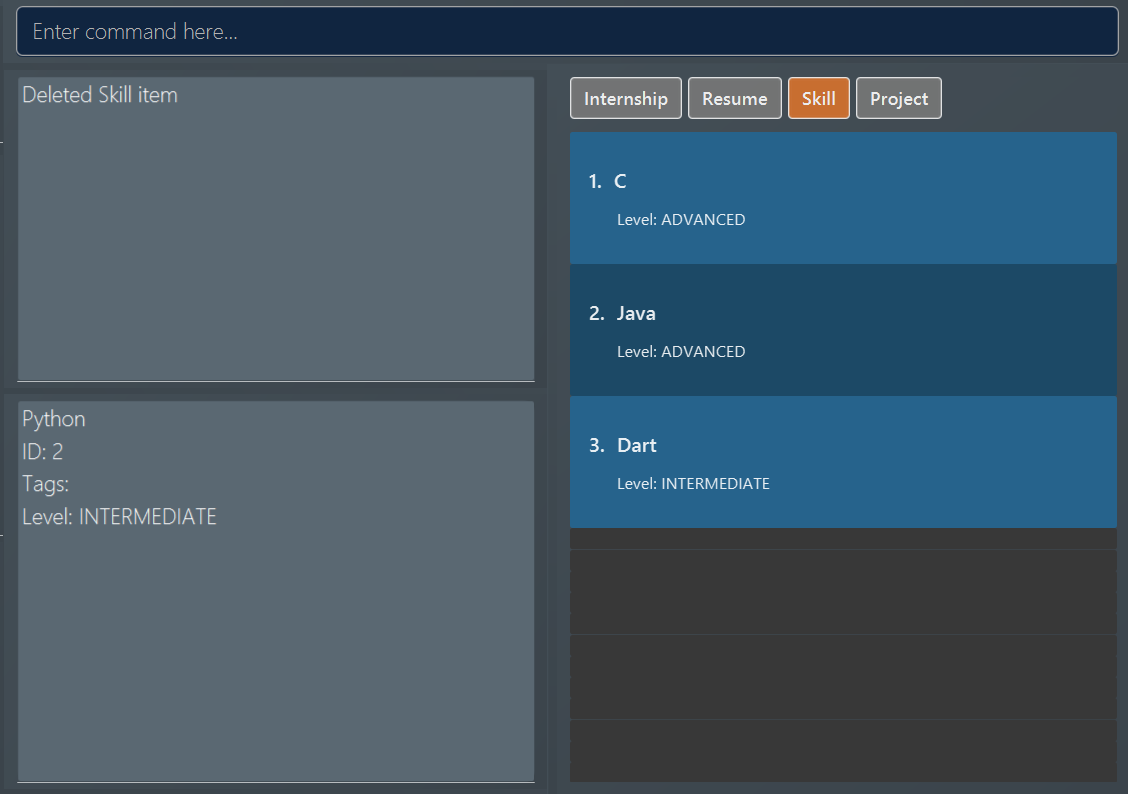 Enter command here...
Deleted Skill item
Python
ID: 2
Tags:
Level: INTERMEDIATE
Internship Resume Skill Project
1. C
Level: ADVANCED
2. Java
Level: ADVANCED
3. Dart
Level: INTERMEDIATE